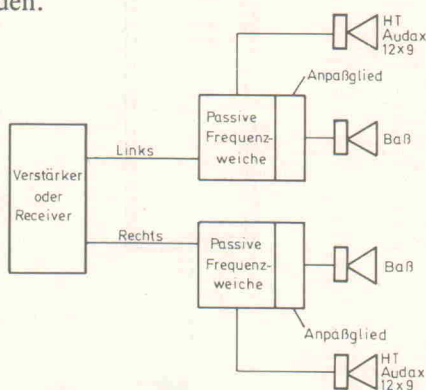 HT
Audax
12x9
Anpaßglied
Passive
Frequenz-
weiche
Baß
Links
Verstärker
oder
Receiver
Rechts
Passive
Frequenz-
weiche
Baß
Anpaßglied
HT
Audax
12x9